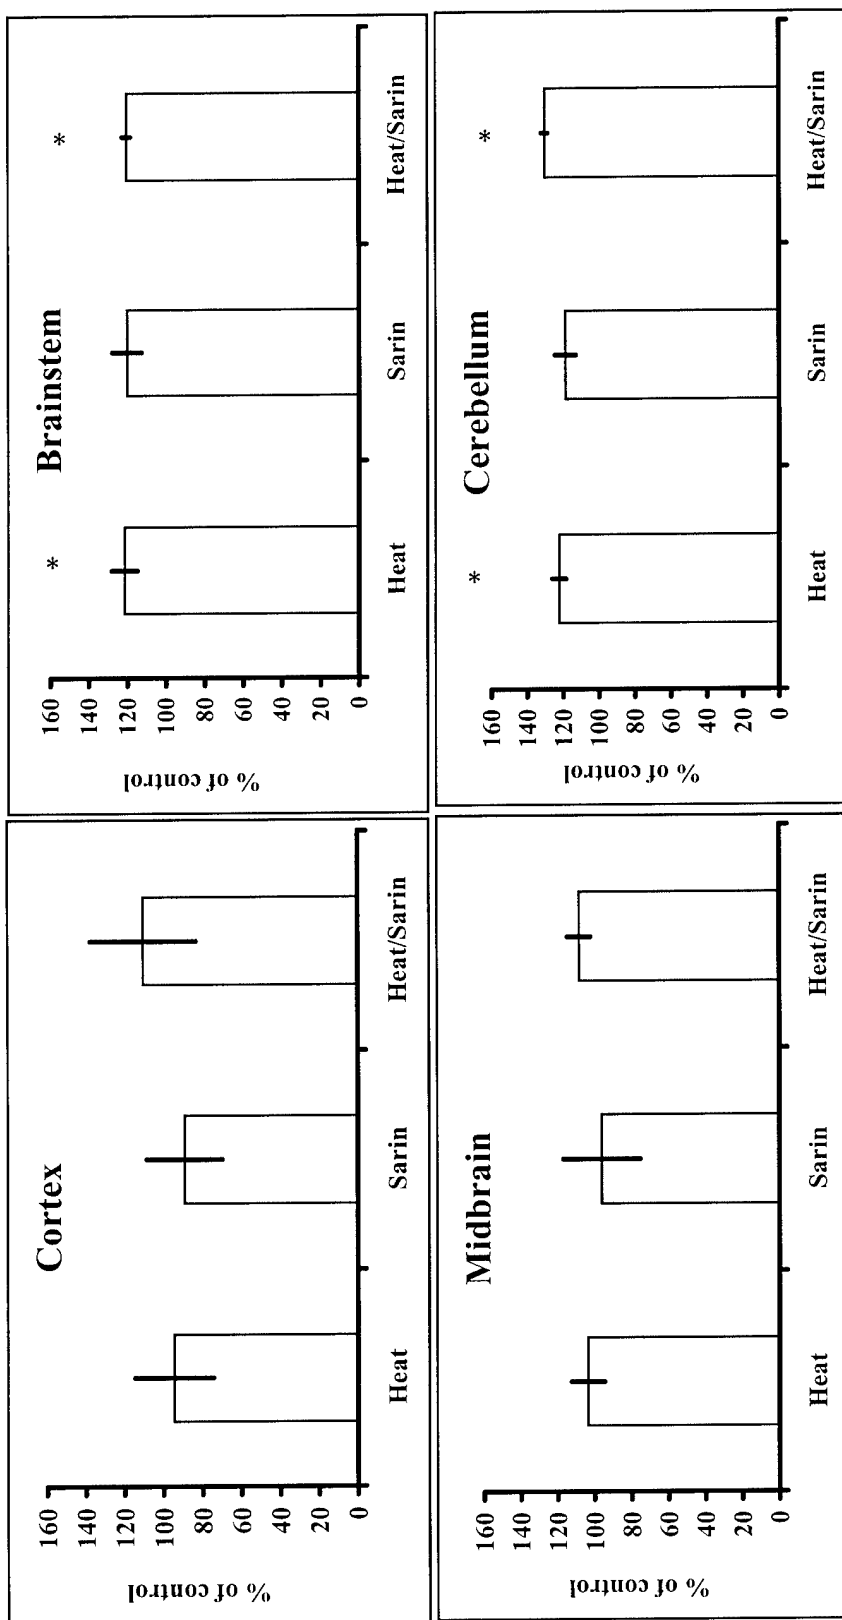 Cortex
% of control
160
140
120
100
80
60
40
20
0
Heat
Sarin
Heat/Sarin
Brainstem
% of control
160
140
120
100
80
60
40
20
0
*
*
Heat
Sarin
Heat/Sarin
Midbrain
% of control
160
140
120
100
80
60
40
20
0
Heat
Sarin
Heat/Sarin
Cerebellum
% of control
160
140
120
100
80
60
40
20
0
*
*
Heat
Sarin
Heat/Sarin